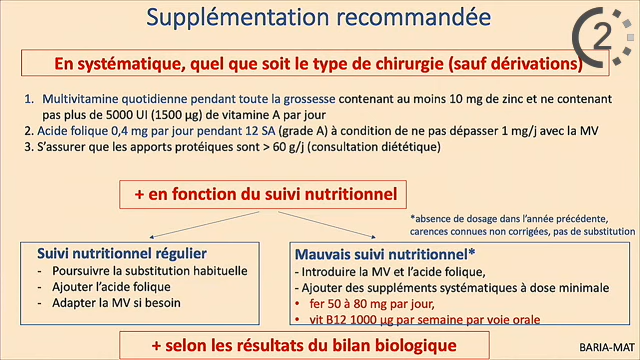 Supplémentation recommandée
2
En systématique, quel que soit le type de chirurgie (sauf dérivations)
1. Multivitamine quotidienne pendant toute la grossesse contenant au moins 10 mg de zinc et ne contenant
pas plus de 5000 UI (1500 µg) de vitamine A par jour
2. Acide folique 0,4 mg par jour pendant 12 SA (grade A) à condition de ne pas dépasser 1 mg/j avec la MV
3. S'assurer que les apports protéiques sont > 60 g/j (consultation diététique)
+ en fonction du suivi nutritionnel
*absence de dosage dans l'année précédente,
carences connues non corrigées, pas de substitution
Suivi nutritionnel régulier
- Poursuivre la substitution habituelle
- Ajouter l'acide folique
- Adapter la MV si besoin
Mauvais suivi nutritionnel*
- Introduire la MV et l'acide folique,
- Ajouter des suppléments systématiques à dose minimale
• fer 50 à 80 mg par jour,
• vit B12 1000 µg par semaine par voie orale
+ selon les résultats du bilan biologique
BARIA-MAT